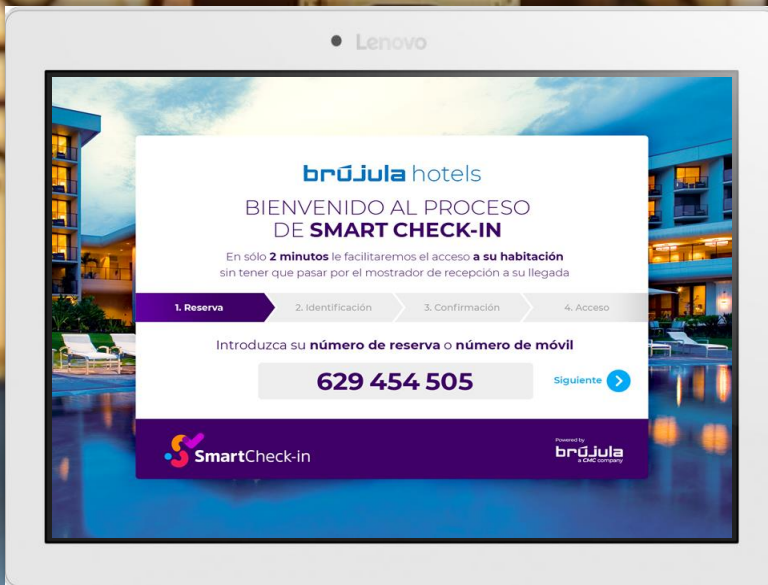 Lenovo
brújula hotels
BIENVENIDO AL PROCESO
DE SMART CHECK-IN
En sólo 2 minutos le facilitaremos el acceso a su habitación
sin tener que pasar por el mostrador de recepción a su llegada
1. Reserva 2. Identificación 3. Confirmación 4. Acceso
Introduzca su número de reserva o número de móvil
629 454 505 Siguiente
SmartCheck-in
Powered by
brújula
a CMC company